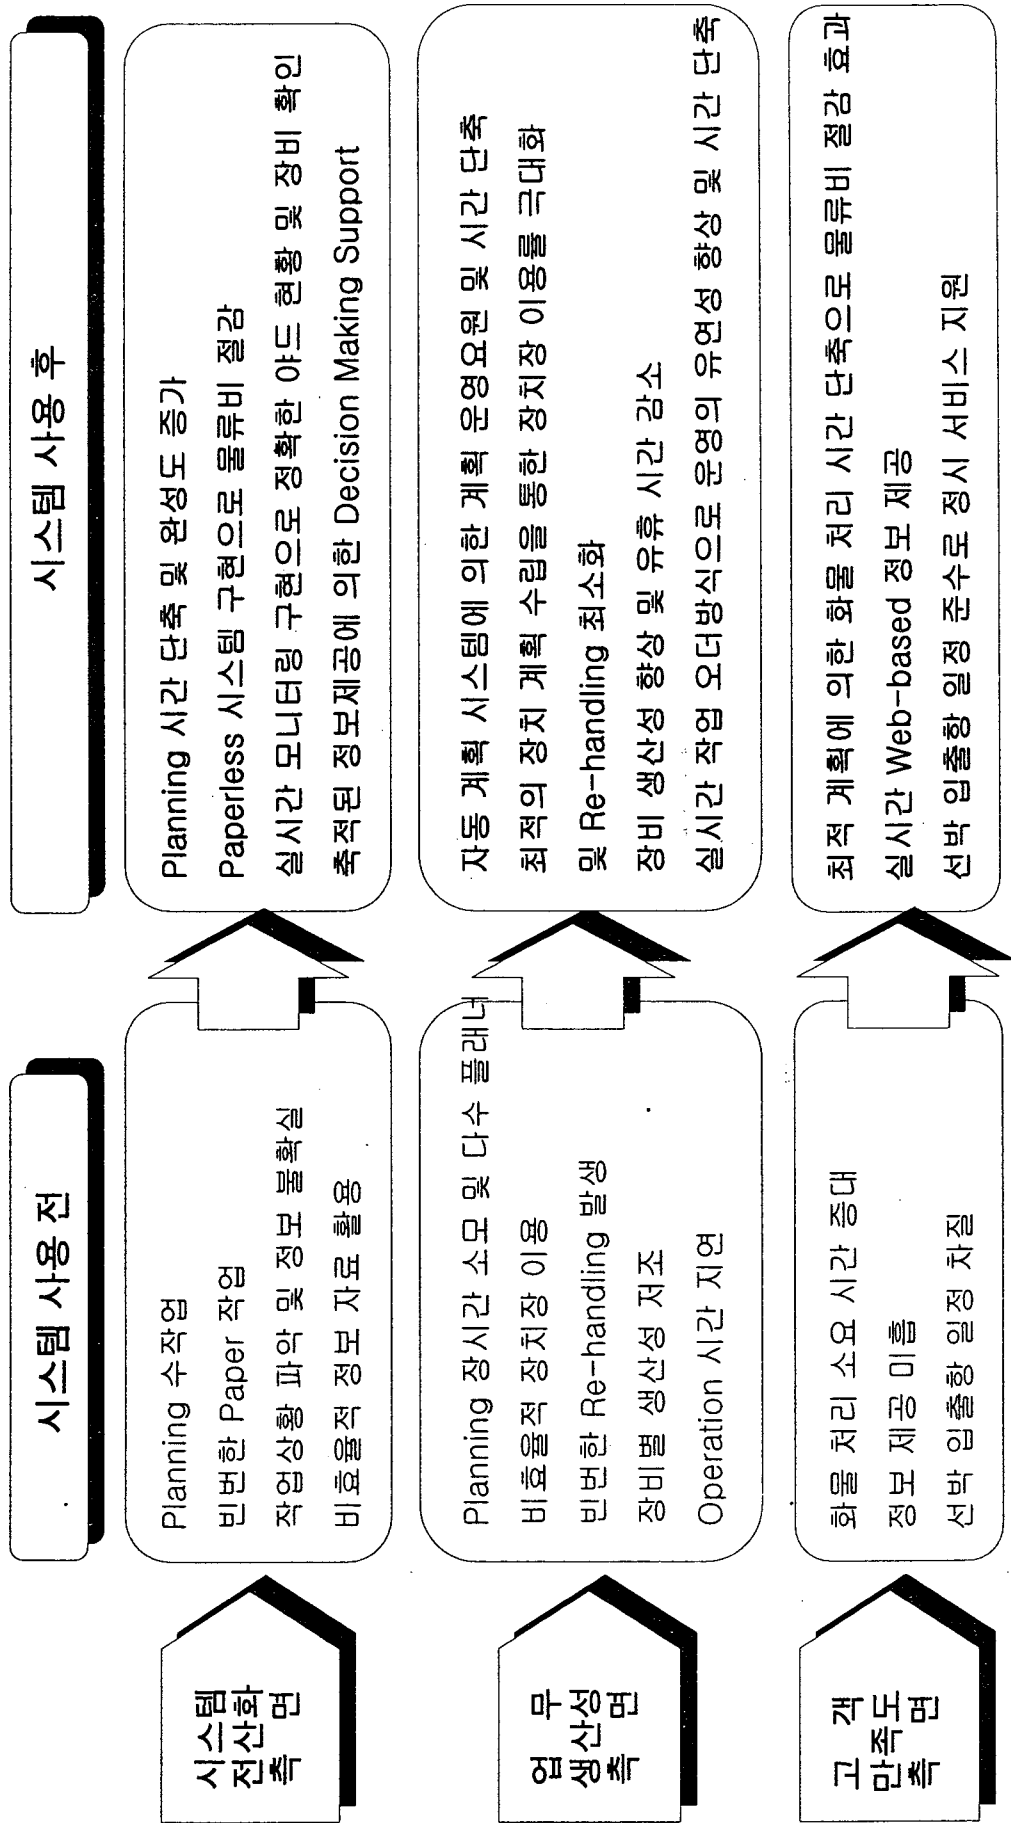 시스템 사용 전
시스템 사용 후
시스템
전산화
측 면
Planning 수작업
빈번한 Paper 작업
작업상황 파악 및 정보 불확실
비효율적 정보 자료 활용
Planning 시간 단축 및 완성도 증가
Paperless 시스템 구현으로 물류비 절감
실시간 모니터링 구현으로 정확한 야드 현황 및 장비 확인
축적된 정보제공에 의한 Decision Making Support
업 무
생산성
측 면
Planning 장시간 소모 및 다수 플래너
비효율적 장치장 이용
빈번한 Re-handling 발생
장비별 생산성 저조
Operation 시간 지연
자동 계획 시스템에 의한 계획 운영요원 및 시간 단축
최적의 장치 계획 수립을 통한 장치장 이용률 극대화
및 Re-handling 최소화
장비 생산성 향상 및 유휴 시간 감소
실시간 작업 오더방식으로 운영의 유연성 향상 및 시간 단축
고 객
만족도
측 면
화물 처리 소요 시간 증대
정보 제공 미흡
선박 입출항 일정 차질
최적 계획에 의한 화물 처리 시간 단축으로 물류비 절감 효과
실시간 Web-based 정보 제공
선박 입출항 일정 준수로 정시 서비스 지원